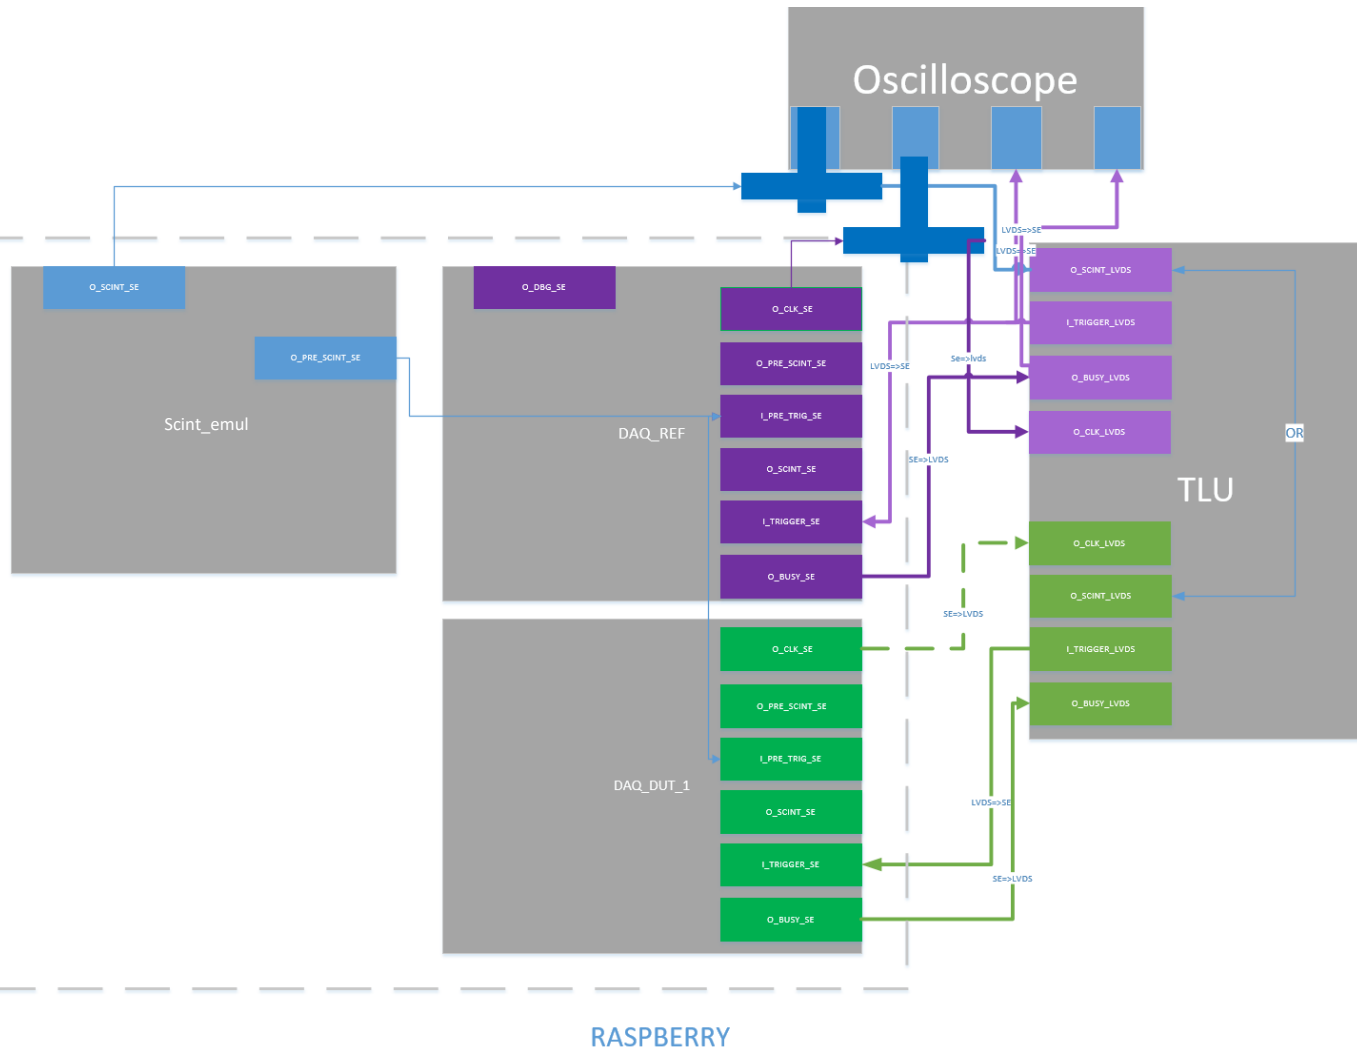 Oscilloscope
LVDS=>SE
LVDS=>SE
O_SCINT_SE
O_DBG_SE
O_CLK_SE
O_PRE_SCINT_SE
O_PRE_SCINT_SE
I_PRE_TRIG_SE
Scint_emul
DAQ_REF
O_SCINT_SE
I_TRIGGER_SE
O_BUSY_SE
LVDS=>SE
Se=>lvds
SE=>LVDS
O_SCINT_LVDS
I_TRIGGER_LVDS
O_BUSY_LVDS
O_CLK_LVDS
OR
TLU
O_CLK_LVDS
O_SCINT_LVDS
I_TRIGGER_LVDS
O_BUSY_LVDS
SE=>LVDS
O_CLK_SE
O_PRE_SCINT_SE
I_PRE_TRIG_SE
DAQ_DUT_1
O_SCINT_SE
I_TRIGGER_SE
O_BUSY_SE
LVDS=>SE
SE=>LVDS
RASPBERRY